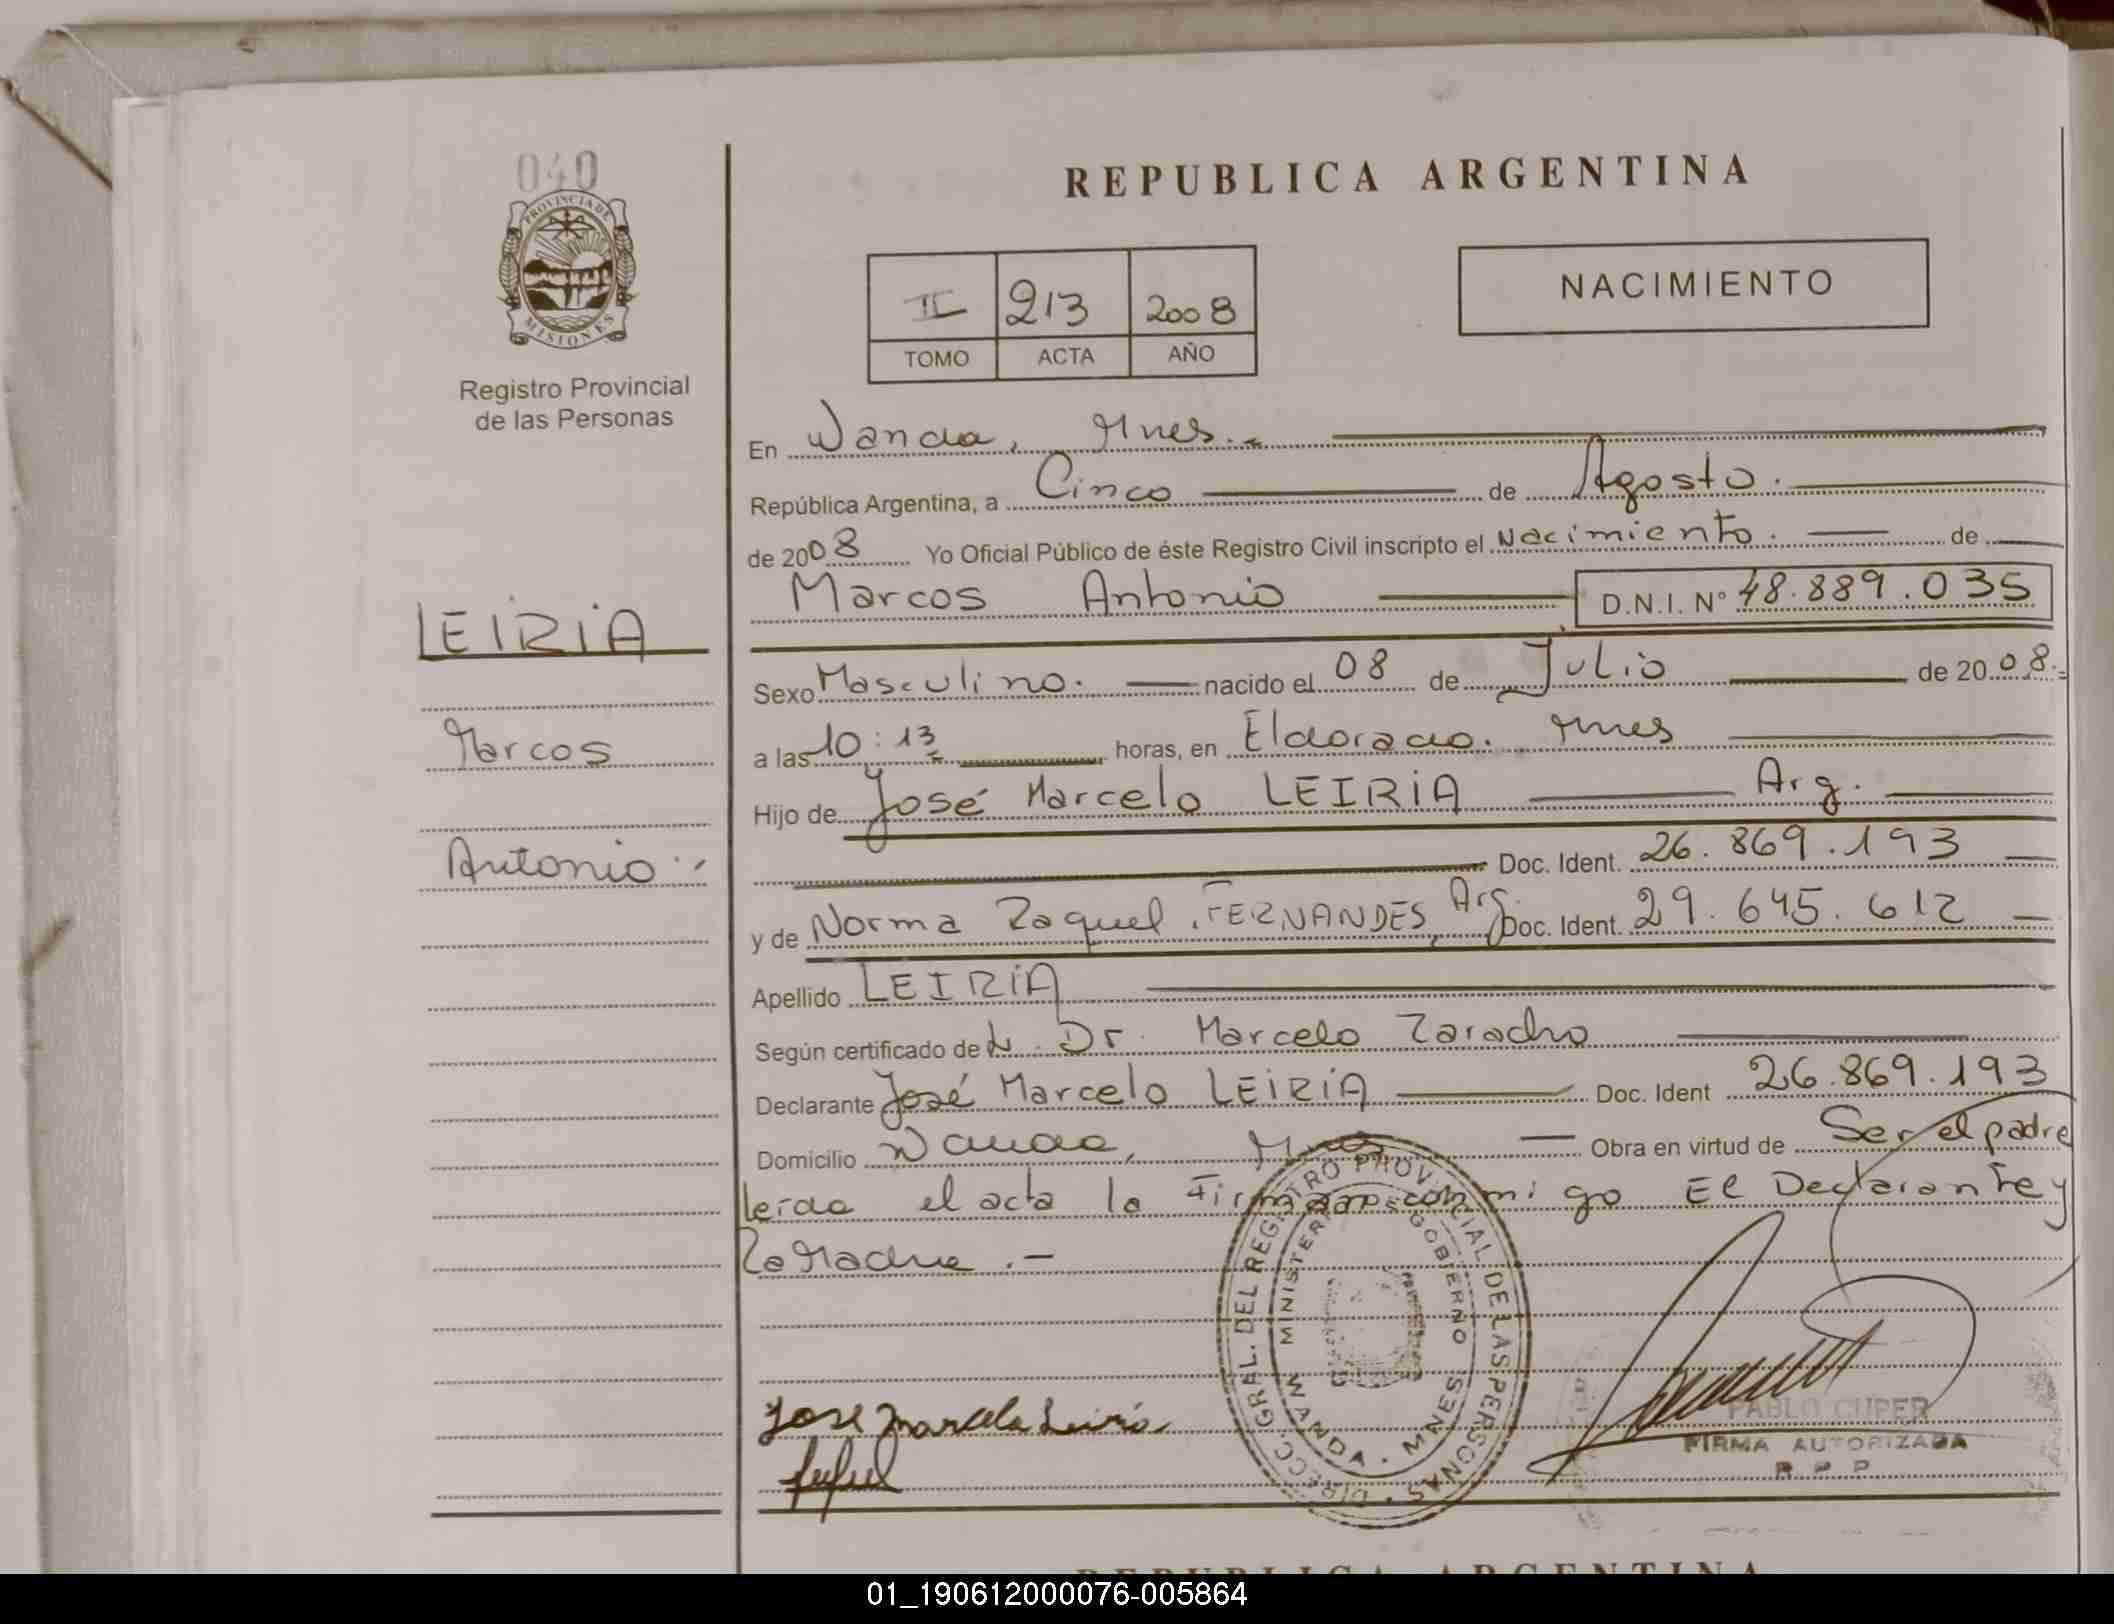 040
PROVINCIA DE
MISIONES
Registro Provincial
de las Personas
LEIRIA
Marcos
Antonio
REPUBLICA ARGENTINA
II 213 2008
TOMO ACTA AÑO
NACIMIENTO
En Wanda, Mnes.
República Argentina, a Cinco de Agosto.
de 2008 Yo Oficial Público de éste Registro Civil inscripto el Nacimiento. de
Marcos Antonio D.N.I. N° 48.889.035
Sexo Masculino. nacido el 08 de Julio de 2008.
a las 10:13 horas, en Eldorado. Mnes
Hijo de José Marcelo LEIRIA Arg.
Doc. Ident. 26.869.193
y de Norma Raquel FERNANDES, Arg. Doc. Ident. 29.645.612
Apellido LEIRIA
Según certificado del Dr. Marcelo Zaracho
Declarante José Marcelo LEIRIA Doc. Ident 26.869.193
Domicilio Wanda, Mnes Obra en virtud de Ser el padre
leída el acta la Firman conmigo El Declarante y
La Madre.-
DIRECC. GRAL. DEL REGISTRO PROVINCIAL DE LAS PERSONAS
MINISTERIO DE GOBIERNO
WANDA - MNES
Jose marcelo Leiria
PABLO CUPER
FIRMA AUTORIZADA
R P P
REPUBLICA ARGENTINA
01_190612000076-005864